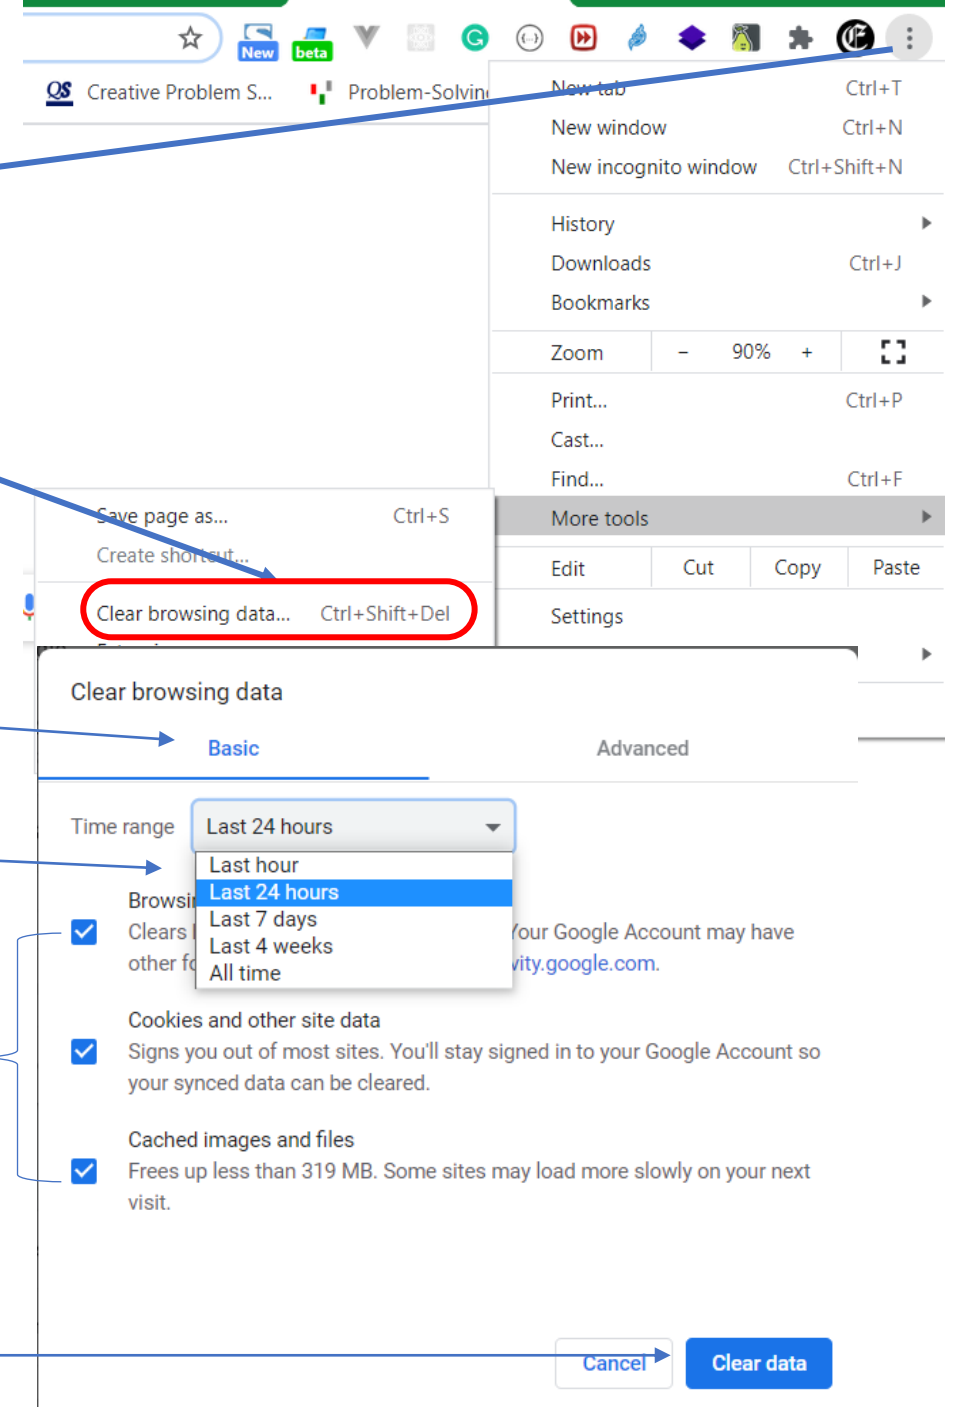 New
beta
QS Creative Problem S...
Problem-Solving
New tab Ctrl+T
New window Ctrl+N
New incognito window Ctrl+Shift+N
History
Downloads Ctrl+J
Bookmarks
Zoom - 90% +
Print... Ctrl+P
Cast...
Find... Ctrl+F
More tools
Edit Cut Copy Paste
Settings
Save page as... Ctrl+S
Create shortcut...
Clear browsing data... Ctrl+Shift+Del
Clear browsing data
Basic Advanced
Time range Last 24 hours
Last hour
Last 24 hours
Last 7 days
Last 4 weeks
All time
Clears
Your Google Account may have
other
vity.google.com.
Cookies and other site data
Signs you out of most sites. You'll stay signed in to your Google Account so
your synced data can be cleared.
Cached images and files
Frees up less than 319 MB. Some sites may load more slowly on your next
visit.
Cancel Clear data